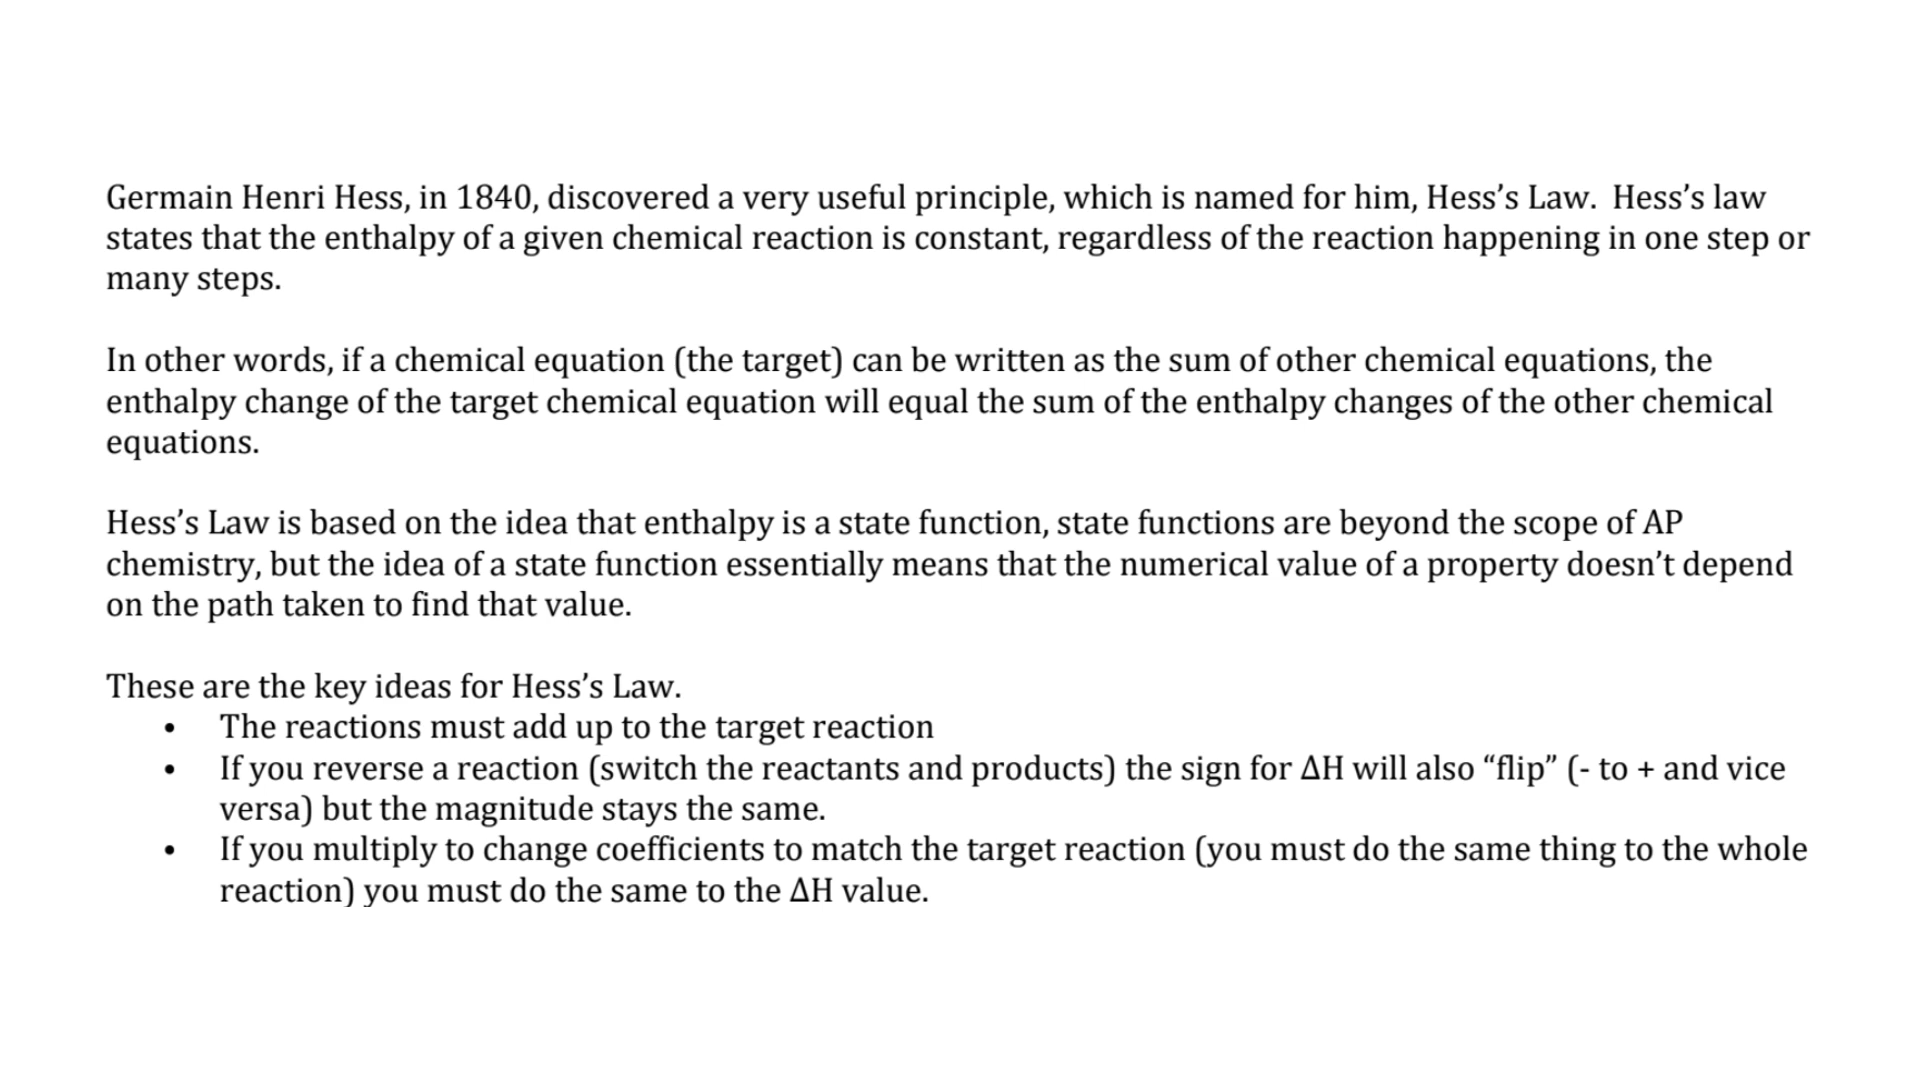 Germain Henri Hess, in 1840, discovered a very useful principle, which is named for him, Hess’s Law.  Hess’s law
states that the enthalpy of a given chemical reaction is constant, regardless of the reaction happening in one step or
many steps.
In other words, if a chemical equation (the target) can be written as the sum of other chemical equations, the
enthalpy change of the target chemical equation will equal the sum of the enthalpy changes of the other chemical
equations.
Hess’s Law is based on the idea that enthalpy is a state function, state functions are beyond the scope of AP
chemistry, but the idea of a state function essentially means that the numerical value of a property doesn’t depend
on the path taken to find that value.
These are the key ideas for Hess’s Law.
• The reactions must add up to the target reaction
• If you reverse a reaction (switch the reactants and products) the sign for ΔH will also “flip” (- to + and vice
versa) but the magnitude stays the same.
• If you multiply to change coefficients to match the target reaction (you must do the same thing to the whole
reaction) you must do the same to the ΔH value.